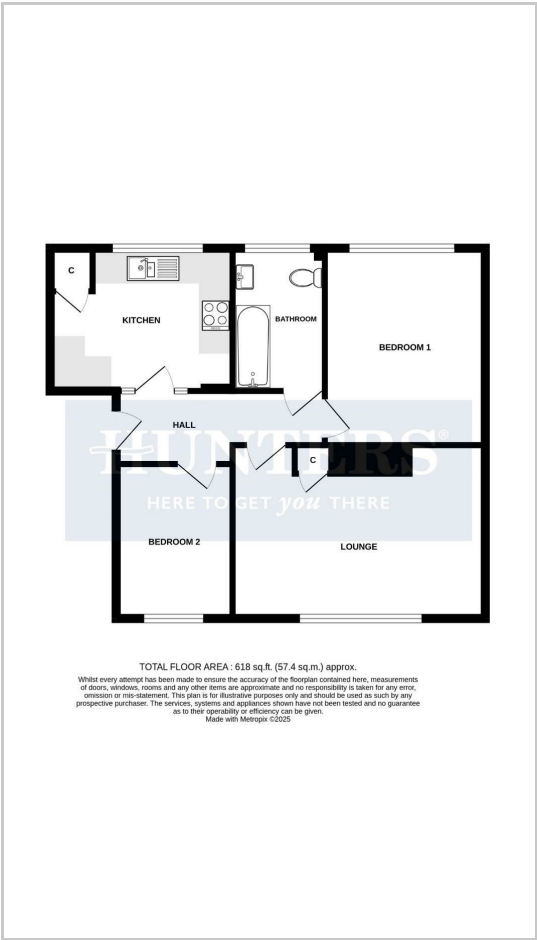 C
KITCHEN
BATHROOM
BEDROOM 1
HALL
HUNTERS®
C
HERE TO GET you THERE
BEDROOM 2
LOUNGE
TOTAL FLOOR AREA : 618 sq.ft. (57.4 sq.m.) approx.
Whilst every attempt has been made to ensure the accuracy of the floorplan contained here, measurements
of doors, windows, rooms and any other items are approximate and no responsibility is taken for any error,
omission or mis-statement. This plan is for illustrative purposes only and should be used as such by any
prospective purchaser. The services, systems and appliances shown have not been tested and no guarantee
as to their operability or efficiency can be given.
Made with Metropix ©2025